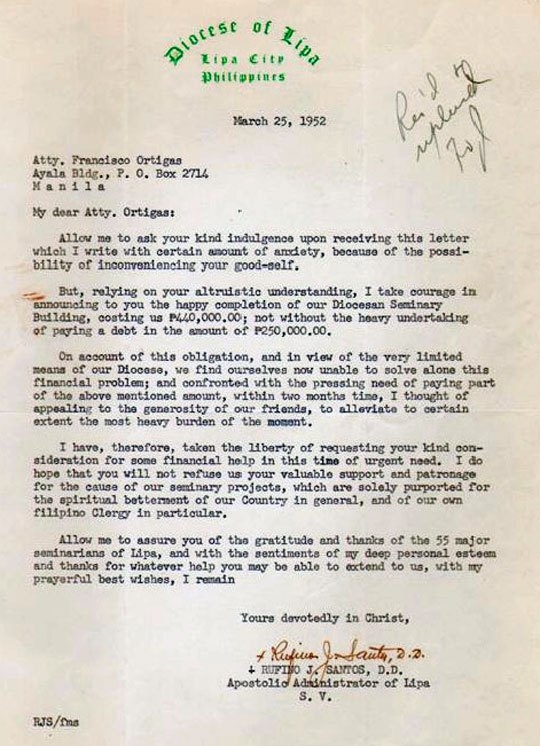 Diocese of Lipa
Lipa City
Philippines
Rec'd
March 25, 1952
Atty. Francisco Ortigas
Ayala Bldg., P. O. Box 2714
M a n i l a
My dear Atty. Ortigas:
Allow me to ask your kind indulgence upon receiving this letter
which I write with certain amount of anxiety, because of the possi-
bility of inconveniencing your good-self.
But, relying on your altruistic understanding, I take courage in
announcing to you the happy completion of our Diocesan Seminary
Building, costing us ₱440,000.00; not without the heavy undertaking
of paying a debt in the amount of ₱250,000.00.
On account of this obligation, and in view of the very limited
means of our Diocese, we find ourselves now unable to solve alone this
financial problem; and confronted with the pressing need of paying part
of the above mentioned amount, within two months time, I thought of
appealing to the generosity of our friends, to alleviate to certain
extent the most heavy burden of the moment.
I have, therefore, taken the liberty of requesting your kind con-
sideration for some financial help in this time of urgent need. I do
hope that you will not refuse us your valuable support and patronage
for the cause of our seminary projects, which are solely purported for
the spiritual betterment of our Country in general, and of our own
filipino Clergy in particular.
Allow me to assure you of the gratitude and thanks of the 55 major
seminarians of Lipa, and with the sentiments of my deep personal esteem
and thanks for whatever help you may be able to extend to us, with my
prayerful best wishes, I remain
Yours devotedly in Christ,
+ Rufino J. Santos, D.D.
+ RUFINO J. SANTOS, D.D.
Apostolic Administrator of Lipa
S. V.
RJS/fms